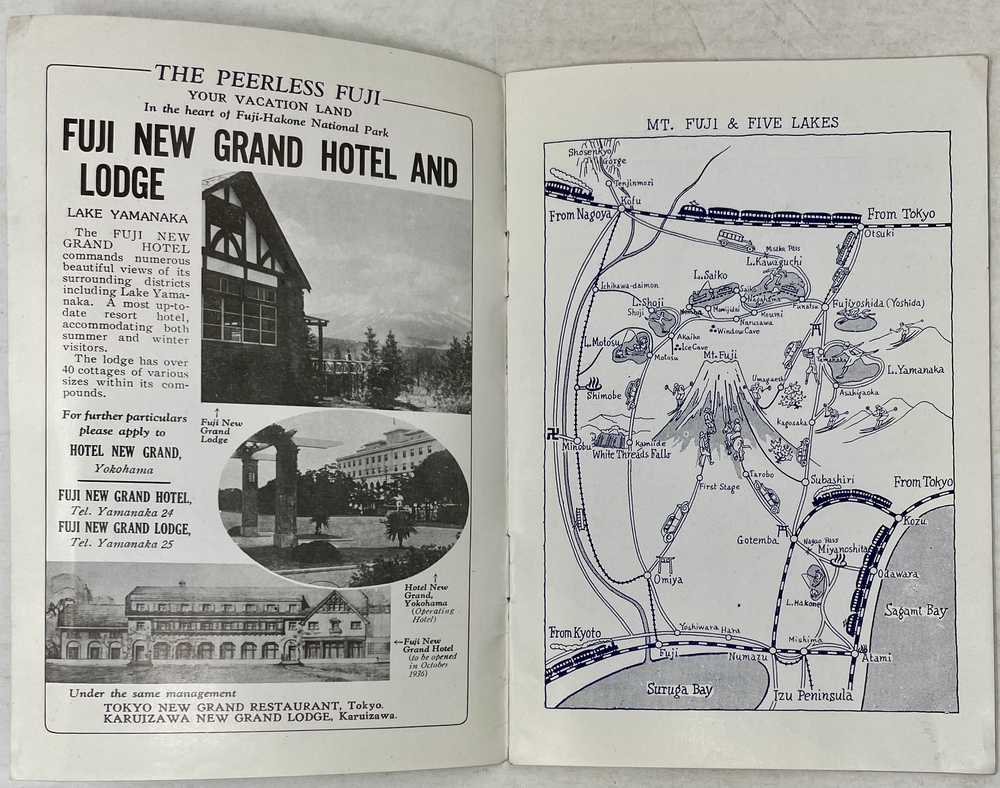 THE PEERLESS FUJI
YOUR VACATION LAND
In the heart of Fuji-Hakone National Park
FUJI NEW GRAND HOTEL AND
LODGE
LAKE YAMANAKA
The FUJI NEW
GRAND HOTEL
commands numerous
beautiful views of its
surrounding districts
including Lake Yama-
naka. A most up-to-
date resort hotel,
accommodating both
summer and winter
visitors.
The lodge has over
40 cottages of various
sizes within its com-
pounds.
For further particulars
please apply to
HOTEL NEW GRAND,
Yokohama
FUJI NEW GRAND HOTEL,
Tel. Yamanaka 24
FUJI NEW GRAND LODGE,
Tel. Yamanaka 25
↑
Fuji New
Grand
Lodge
↑
Hotel New
Grand,
Yokohama
(Operating
Hotel)
←Fuji New
Grand Hotel
(to be opened
in October
1936)
Under the same management
TOKYO NEW GRAND RESTAURANT, Tokyo.
KARUIZAWA NEW GRAND LODGE, Karuizawa.
MT. FUJI & FIVE LAKES
Shosenkyo
Gorge
Tenjinmori
Kofu
From Nagoya
From Tokyo
Otsuki
Misaka Pass
L.Kawaguchi
L.Saiko
Ichikawa-daimon
Saiko
Nagahama
L.Shoji
Shoji
Momijidai
Koumi
Funatsu
Fujiyoshida (Yoshida)
Narusawa
Window Cave
Akaike
Ice Cave
L.Motosu
Motosu
Mt.Fuji
Yamanaka
L.Yamanaka
Umagaeshi
Asahigaoka
Shimobe
Kagosaka
Minobu
Kamiide
White Threads Falls
First Stage
Tarobo
Subashiri
From Tokyo
Kozu
Gotemba
Nagao Pass
Miyanoshita
Odawara
Omiya
L.Hakone
Sagami Bay
From Kyoto
Yoshiwara
Hara
Mishima
Fuji
Numazu
Atami
Suruga Bay
Izu Peninsula